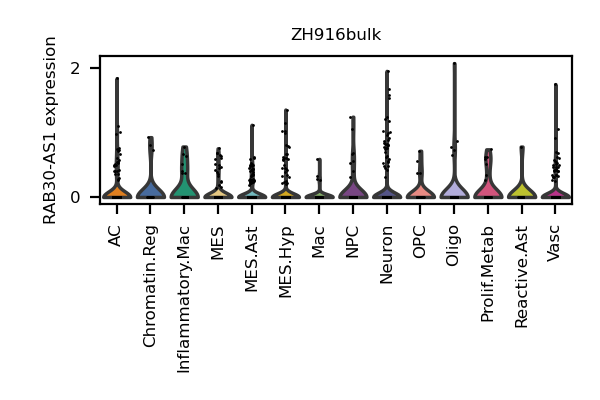 ZH916bulk
RAB30-AS1 expression
2
0
AC
Chromatin.Reg
Inflammatory.Mac
MES
MES.Ast
MES.Hyp
Mac
NPC
Neuron
OPC
Oligo
Prolif.Metab
Reactive.Ast
Vasc